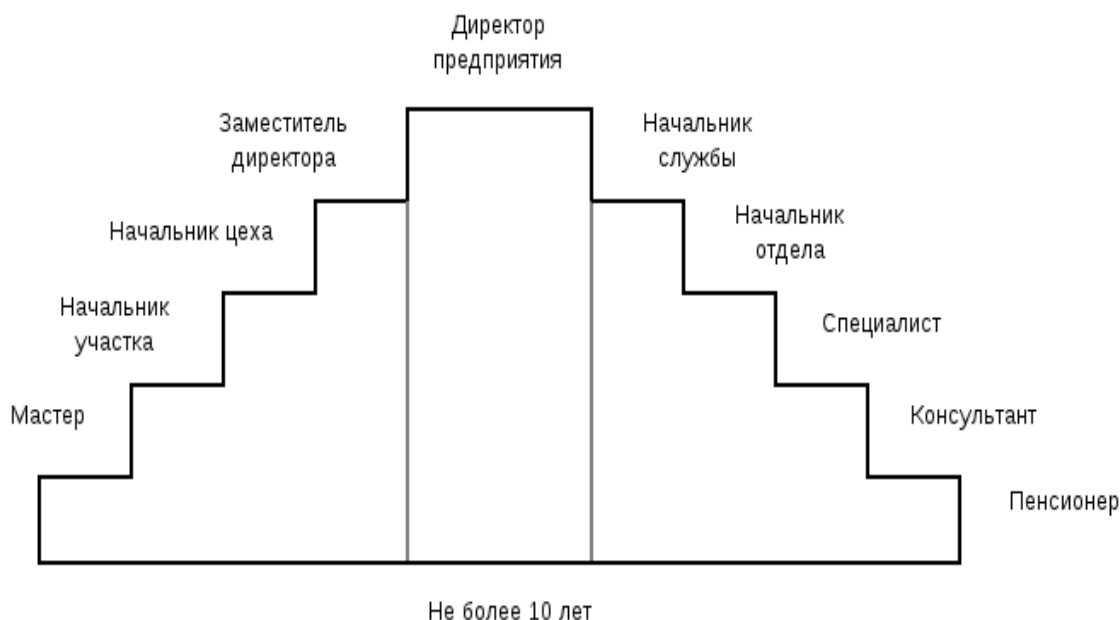 Директор
предприятия
Заместитель
директора
Начальник
службы
Начальник цеха
Начальник
отдела
Начальник
участка
Специалист
Мастер
Консультант
Пенсионер
Не более 10 лет